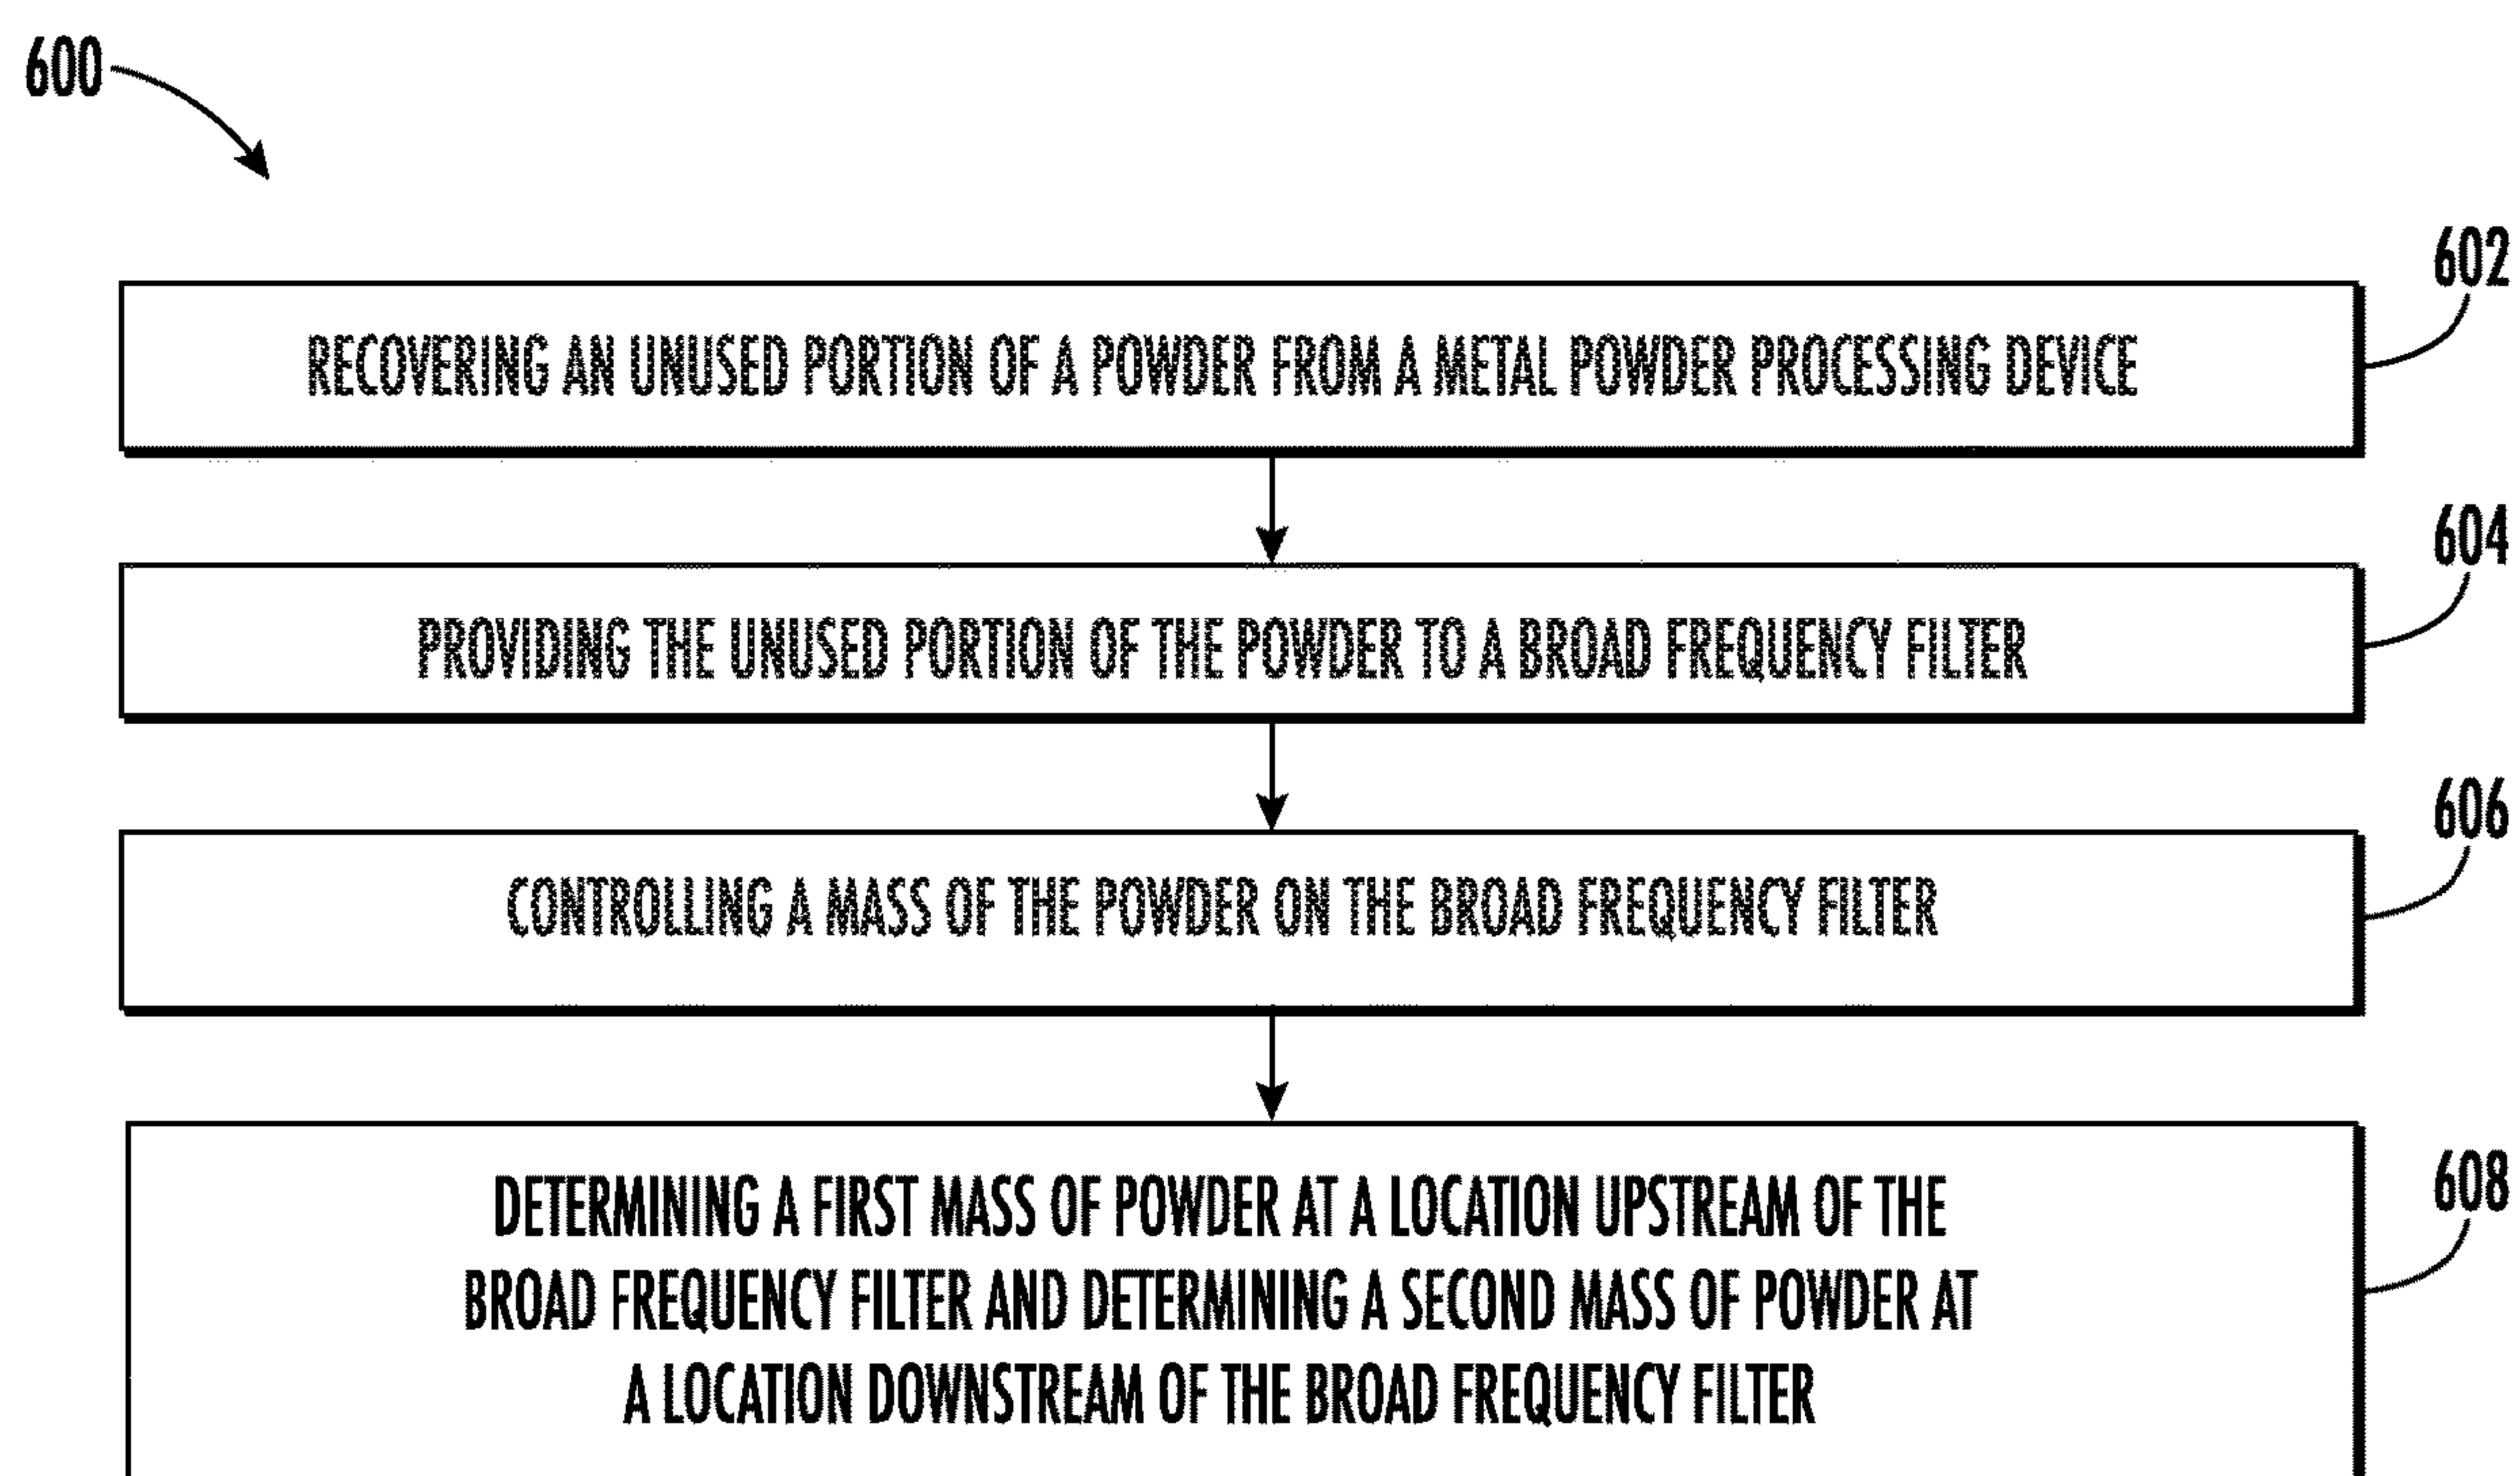 600
602
RECOVERING AN UNUSED PORTION OF A POWDER FROM A METAL POWDER PROCESSING DEVICE
604
PROVIDING THE UNUSED PORTION OF THE POWDER TO A BROAD FREQUENCY FILTER
606
CONTROLLING A MASS OF THE POWDER ON THE BROAD FREQUENCY FILTER
608
DETERMINING A FIRST MASS OF POWDER AT A LOCATION UPSTREAM OF THE
BROAD FREQUENCY FILTER AND DETERMINING A SECOND MASS OF POWDER AT
A LOCATION DOWNSTREAM OF THE BROAD FREQUENCY FILTER